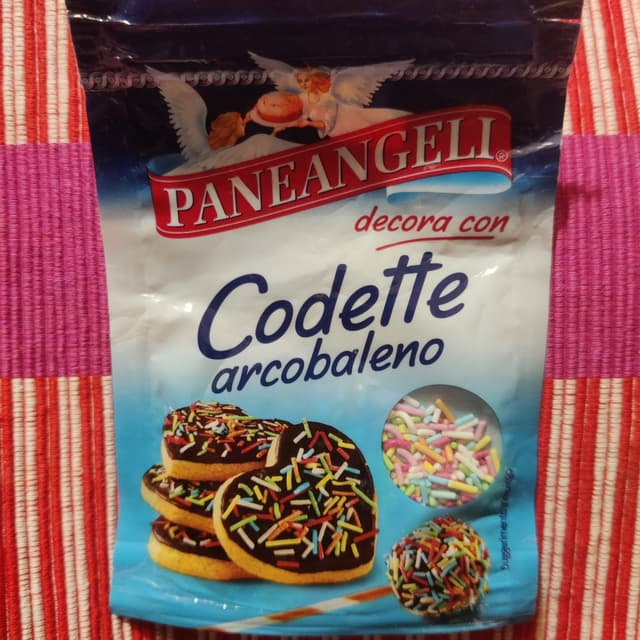 PANEANGELI®
decora con
Codette
arcobaleno